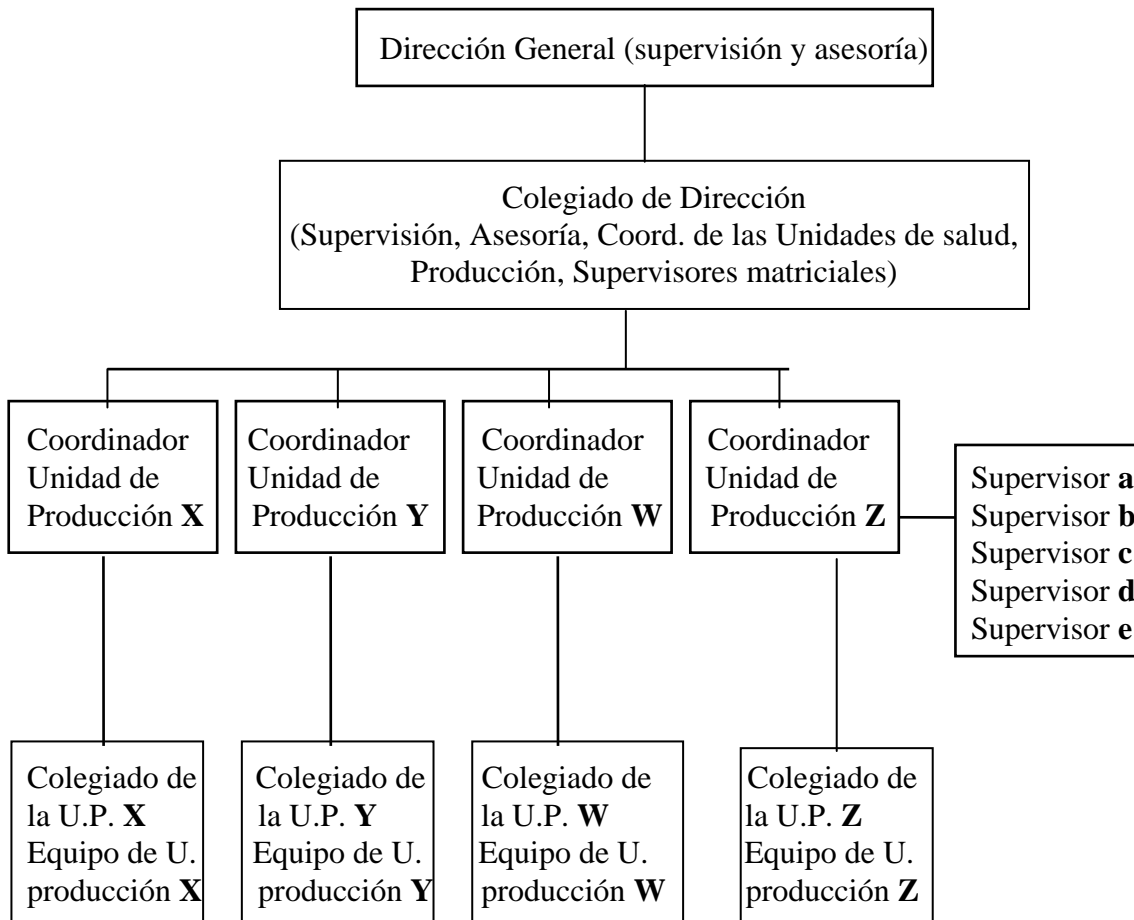 Dirección General (supervisión y asesoría)
Colegiado de Dirección
(Supervisión, Asesoría, Coord. de las Unidades de salud,
Producción, Supervisores matriciales)
Coordinador
Unidad de
Producción X
Coordinador
Unidad de
Producción Y
Coordinador
Unidad de
Producción W
Coordinador
Unidad de
Producción Z
Supervisor a
Supervisor b
Supervisor c
Supervisor d
Supervisor e
Colegiado de
la U.P. X
Equipo de U.
producción X
Colegiado de
la U.P. Y
Equipo de U.
producción Y
Colegiado de
la U.P. W
Equipo de U.
producción W
Colegiado de
la U.P. Z
Equipo de U.
producción Z